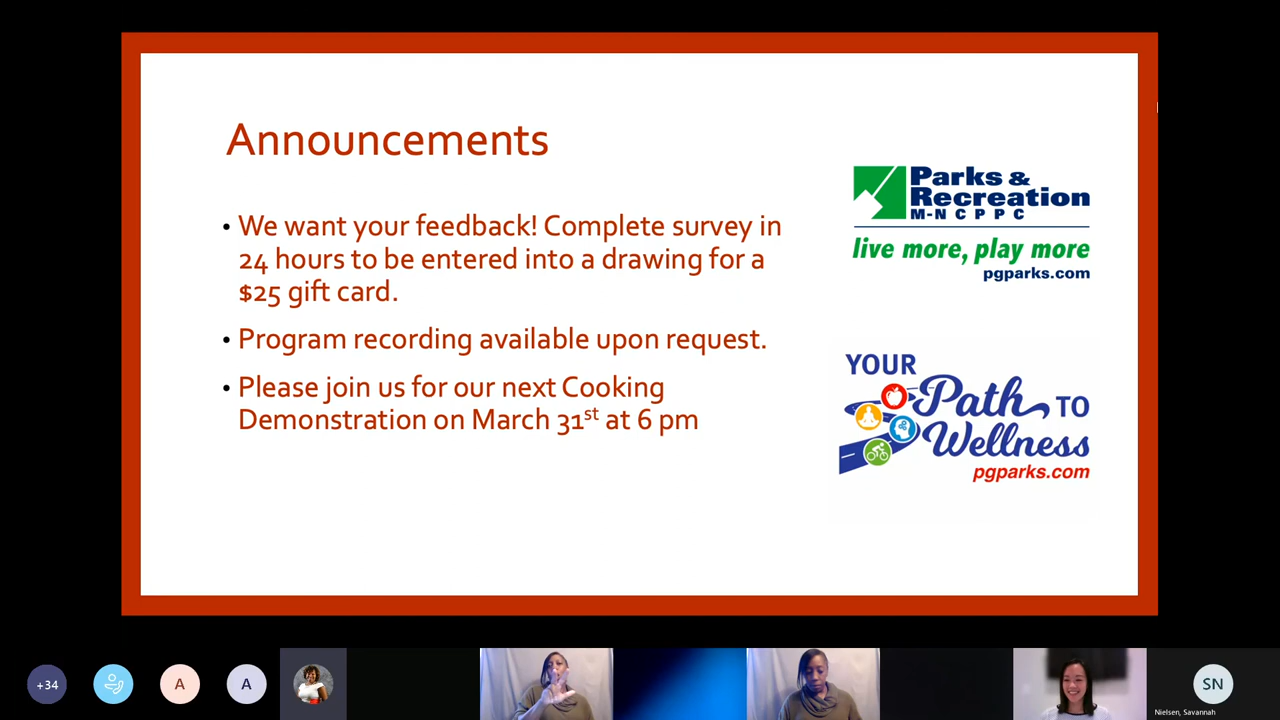 Announcements
• We want your feedback! Complete survey in
24 hours to be entered into a drawing for a
$25 gift card.
• Program recording available upon request.
• Please join us for our next Cooking
Demonstration on March 31st at 6 pm
Parks &
Recreation
M-NCPPC
live more, play more
pgparks.com
YOUR
Path TO
Wellness
pgparks.com
+34
A
A
SN
Nielsen, Savannah